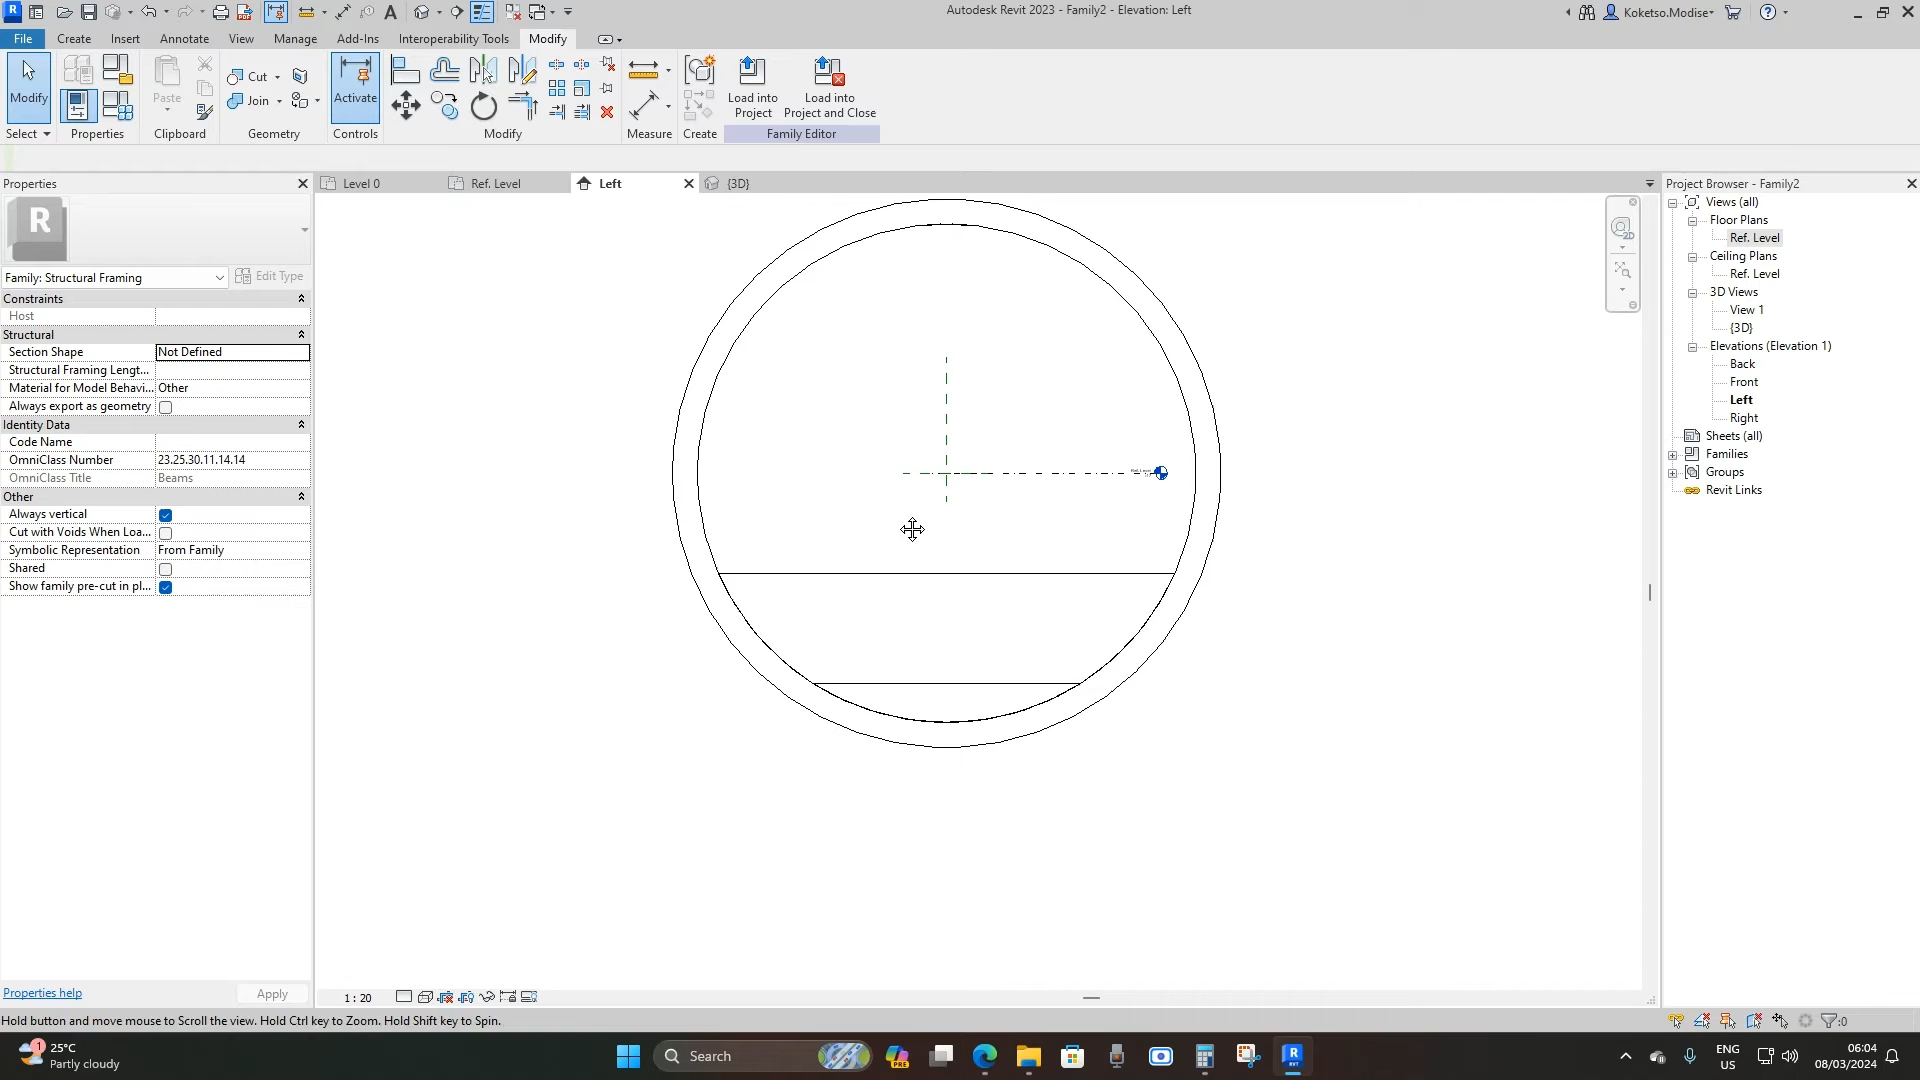 Autodesk Revit 2023 - Family2 - Elevation: Left
Koketso.Modise
File Create Insert Annotate View Manage Add-Ins Interoperability Tools Modify
Modify Paste Cut Join Activate Load into Project Load into Project and Close
Select Properties Clipboard Geometry Controls Modify Measure Create Family Editor
Properties
Level 0 Ref. Level Left {3D}
Project Browser - Family2
R
Family: Structural Framing Edit Type
Constraints
Host
Structural
Section Shape Not Defined
Structural Framing Lengt...
Material for Model Behavi... Other
Always export as geometry
Identity Data
Code Name
OmniClass Number 23.25.30.11.14.14
OmniClass Title Beams
Other
Always vertical
Cut with Voids When Loa...
Symbolic Representation From Family
Shared
Show family pre-cut in pl...
Properties help Apply
2D
Views (all)
Floor Plans
Ref. Level
Ceiling Plans
Ref. Level
3D Views
View 1
{3D}
Elevations (Elevation 1)
Back
Front
Left
Right
Sheets (all)
Families
Groups
Revit Links
1 : 20
Hold button and move mouse to Scroll the view. Hold Ctrl key to Zoom. Hold Shift key to Spin.
:0
1
25°C
Partly cloudy
Search
PRE
R
RVT
ENG
US
06:04
08/03/2024